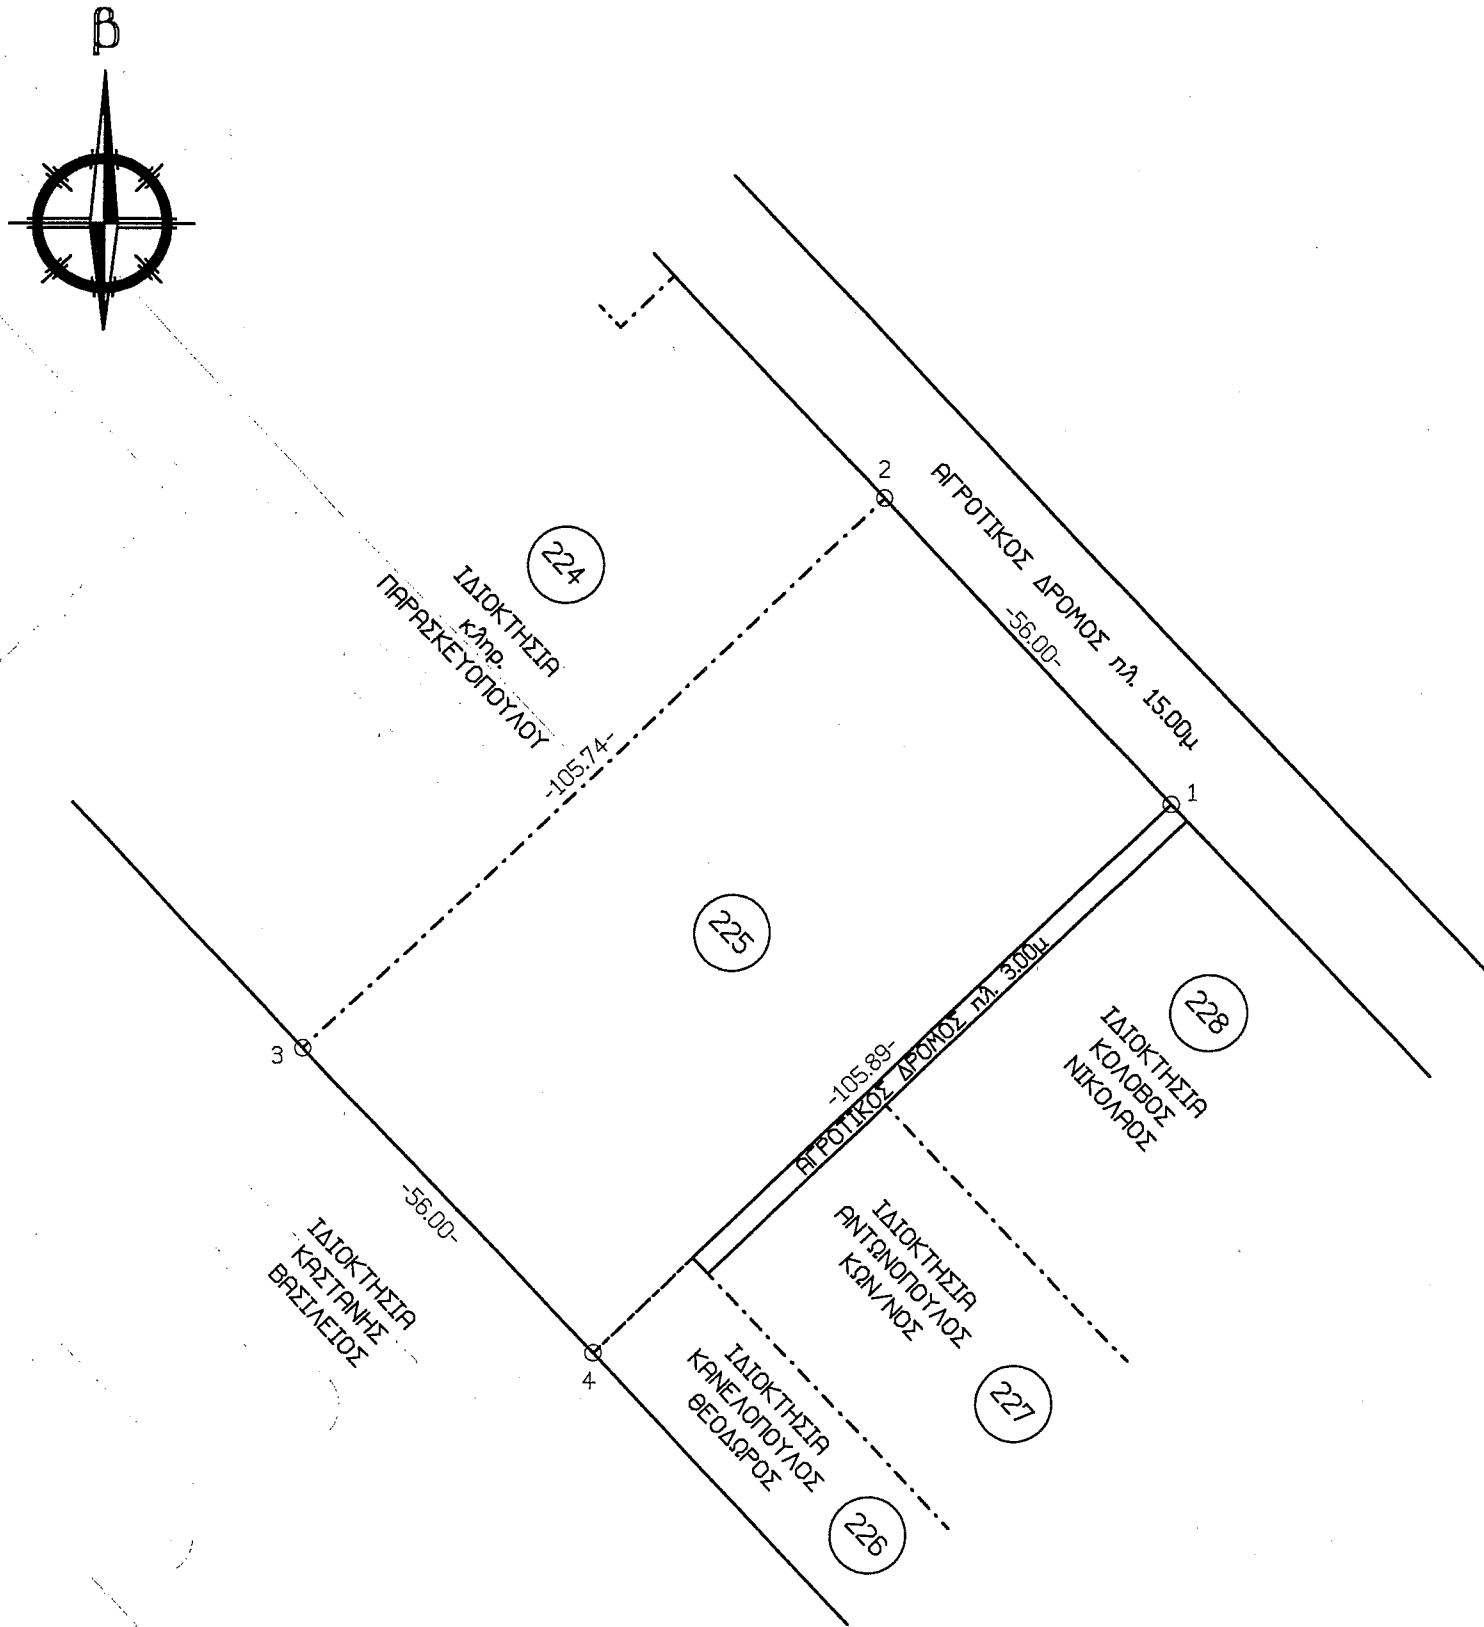 β
2
ΑΓΡΟΤΙΚΟΣ ΔΡΟΜΟΣ πλ. 15.00μ
224
ΙΔΙΟΚΤΗΣΙΑ
κληρ.
ΠΑΡΑΣΚΕΥΟΠΟΥΛΟΥ
-56.00-
-105.74-
1
225
3
-105.89-
ΑΓΡΟΤΙΚΟΣ ΔΡΟΜΟΣ πλ. 3.00μ
228
ΙΔΙΟΚΤΗΣΙΑ
ΚΟΛΟΒΟΣ
ΝΙΚΟΛΑΟΣ
-56.00-
ΙΔΙΟΚΤΗΣΙΑ
ΚΑΣΤΑΝΗΣ
ΒΑΣΙΛΕΙΟΣ
4
ΙΔΙΟΚΤΗΣΙΑ
ΑΝΤΩΝΟΠΟΥΛΟΣ
ΚΩΝ/ΝΟΣ
227
ΙΔΙΟΚΤΗΣΙΑ
ΚΑΝΕΛΟΠΟΥΛΟΣ
ΘΕΟΔΩΡΟΣ
226